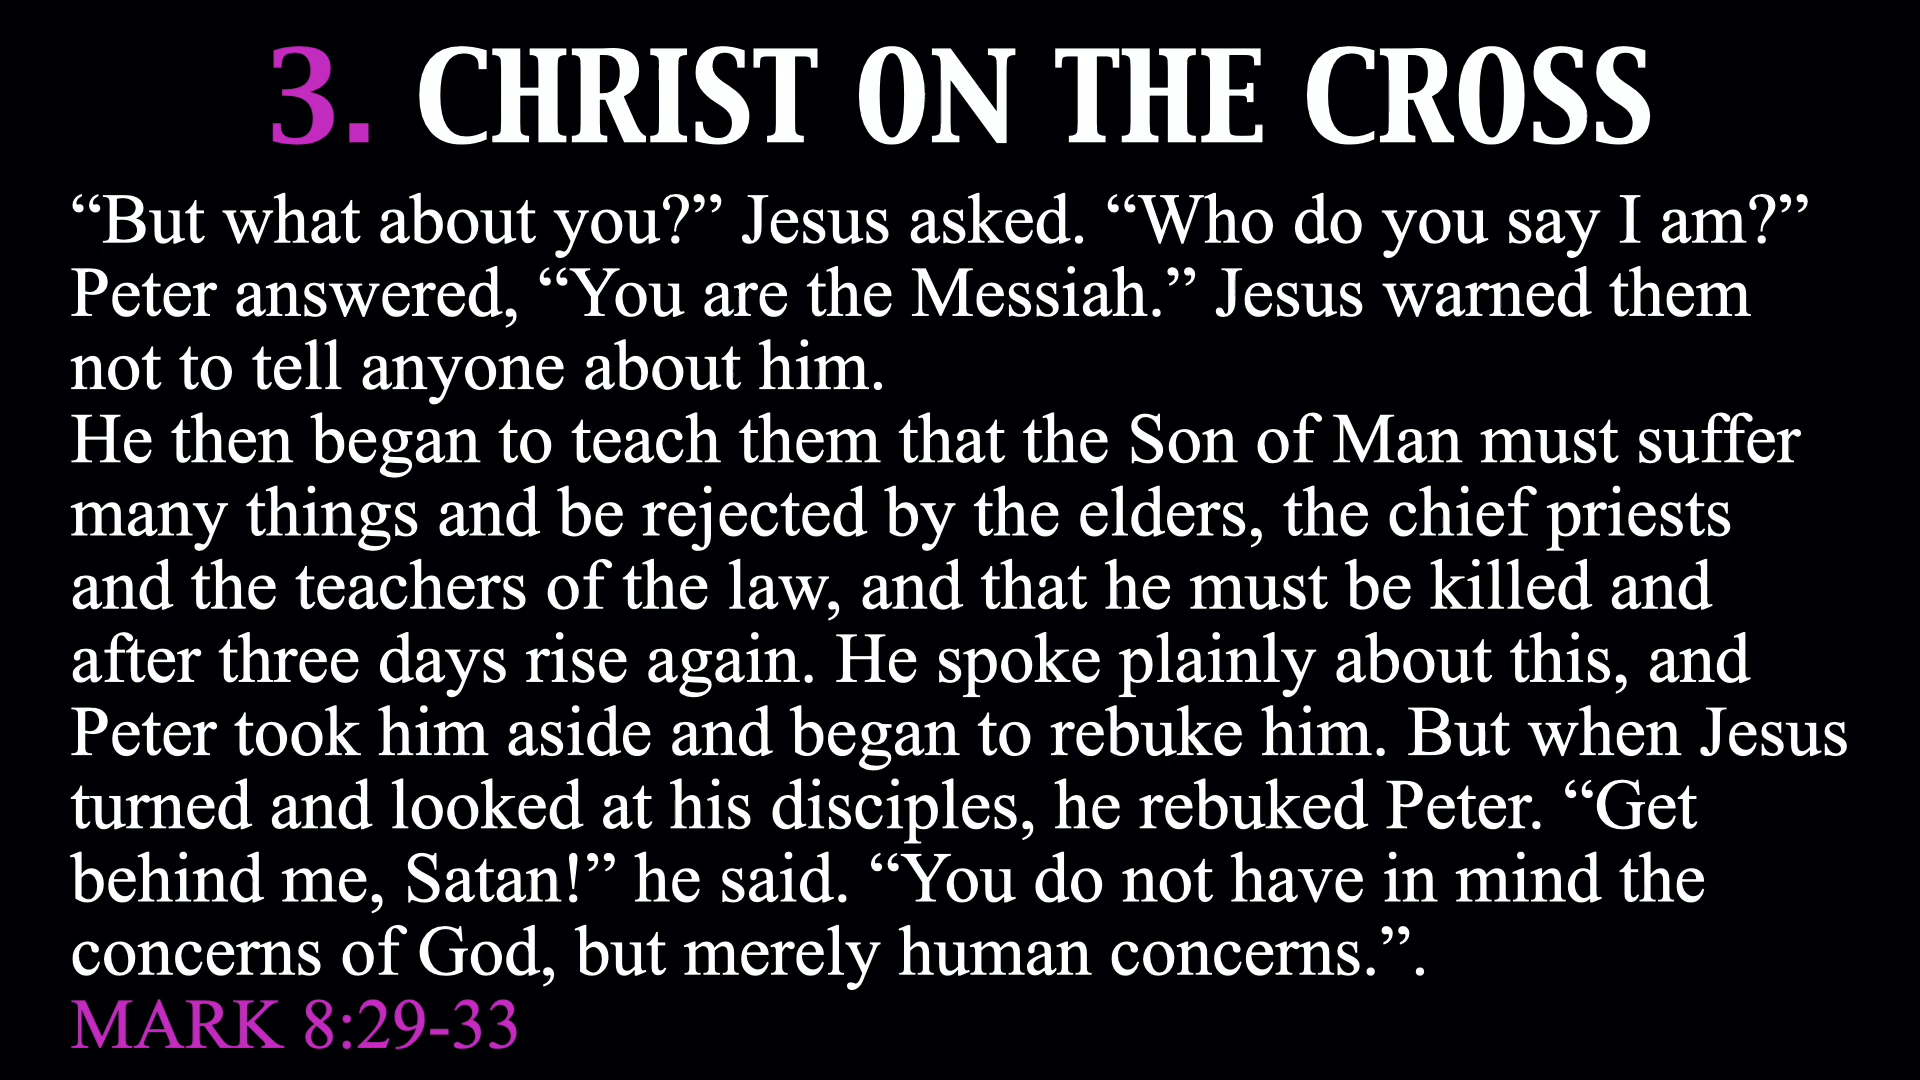 3. CHRIST ON THE CROSS
“But what about you?” Jesus asked. “Who do you say I am?”
Peter answered, “You are the Messiah.” Jesus warned them
not to tell anyone about him.
He then began to teach them that the Son of Man must suffer
many things and be rejected by the elders, the chief priests
and the teachers of the law, and that he must be killed and
after three days rise again. He spoke plainly about this, and
Peter took him aside and began to rebuke him. But when Jesus
turned and looked at his disciples, he rebuked Peter. “Get
behind me, Satan!” he said. “You do not have in mind the
concerns of God, but merely human concerns.”.
MARK 8:29-33